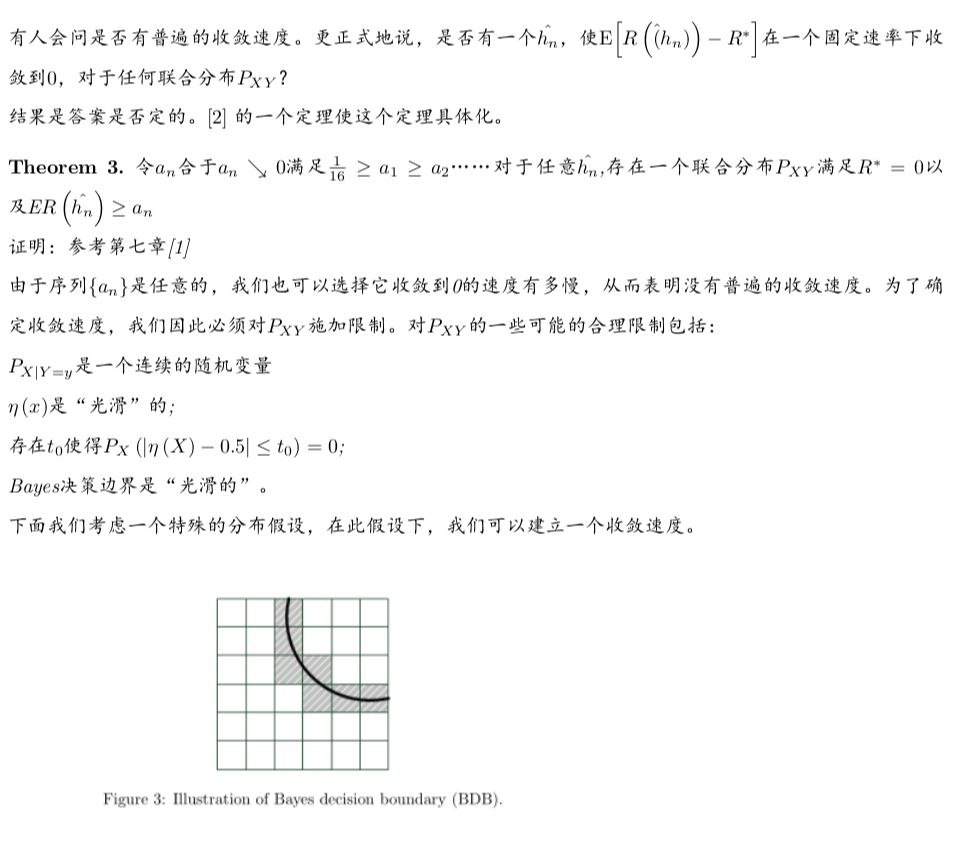 有人会问是否有普遍的收敛速度。更正式地说，是否有一个$\hat{h_n}$，使E$\left[R\left(\hat(h_n)\right) - R^*\right]$在一个固定速率下收
敛到0，对于任何联合分布$P_{XY}$？
结果是答案是否定的。[2] 的一个定理使这个定理具体化。
Theorem 3. 令$a_n$合于$a_n \searrow 0$满足$\frac{1}{16} \geq a_1 \geq a_2$……对于任意$\hat{h_n}$,存在一个联合分布$P_{XY}$满足$R^* = 0$以
及$ER\left(\hat{h_n}\right) \geq a_n$
证明：参考第七章[1]
由于序列$\{a_n\}$是任意的，我们也可以选择它收敛到0的速度有多慢，从而表明没有普遍的收敛速度。为了确
定收敛速度，我们因此必须对$P_{XY}$施加限制。对$P_{XY}$的一些可能的合理限制包括：
$P_{X|Y=y}$是一个连续的随机变量
$\eta(x)$是“光滑”的;
存在$t_0$使得$P_X(|\eta(X) - 0.5| \leq t_0) = 0$;
Bayes决策边界是“光滑的”。
下面我们考虑一个特殊的分布假设，在此假设下，我们可以建立一个收敛速度。
Figure 3: Illustration of Bayes decision boundary (BDB).